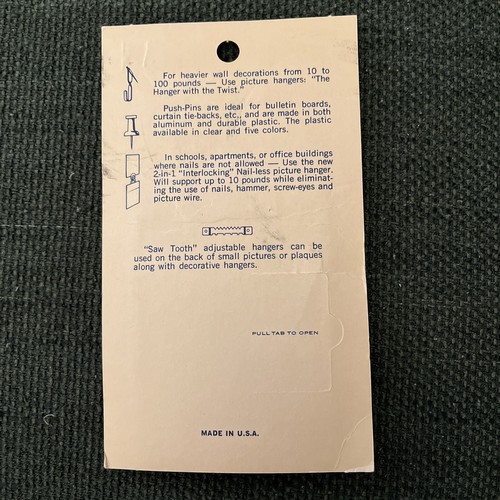 For heavier wall decorations from 10 to
100 pounds — Use picture hangers: "The
Hanger with the Twist."
Push-Pins are ideal for bulletin boards,
curtain tie-backs, etc., and are made in both
aluminum and durable plastic. The plastic
available in clear and five colors.
In schools, apartments, or office buildings
where nails are not allowed — Use the new
2-in-1 "Interlocking" Nail-less picture hanger.
Will support up to 10 pounds while eliminat-
ing the use of nails, hammer, screw-eyes and
picture wire.
"Saw Tooth" adjustable hangers can be
used on the back of small pictures or plaques
along with decorative hangers.
PULL TAB TO OPEN
MADE IN U.S.A.